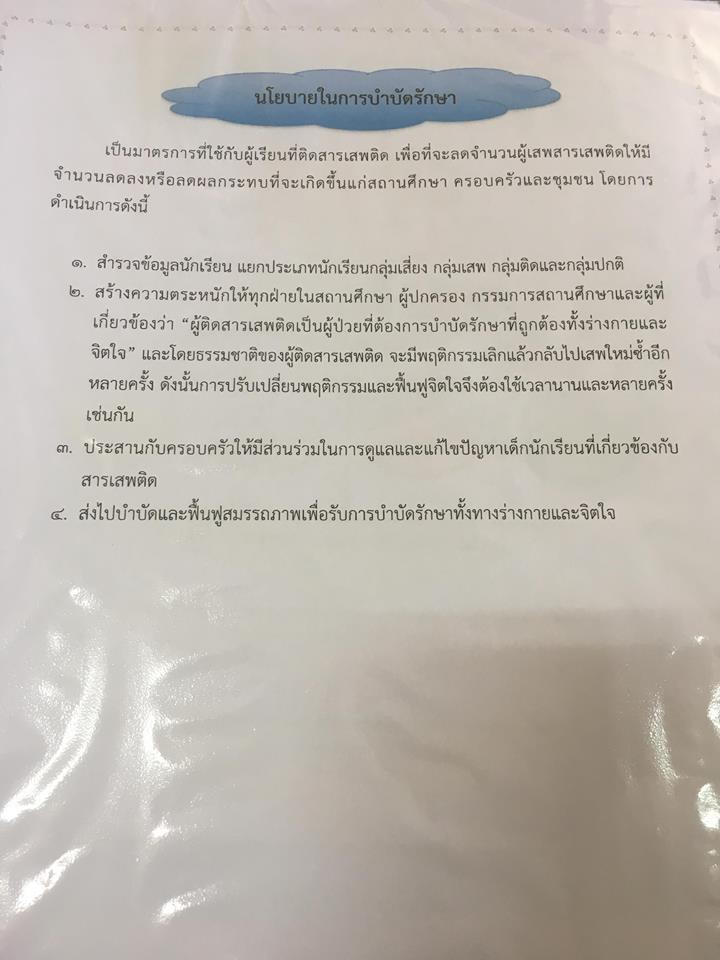 นโยบายในการบำบัดรักษา
เป็นมาตรการที่ใช้กับผู้เรียนที่ติดสารเสพติด เพื่อที่จะลดจำนวนผู้เสพสารเสพติดให้มี
จำนวนลดลงหรือลดผลกระทบที่จะเกิดขึ้นแก่สถานศึกษา ครอบครัวและชุมชน โดยการ
ดำเนินการดังนี้
๑. สำรวจข้อมูลนักเรียน แยกประเภทนักเรียนกลุ่มเสี่ยง กลุ่มเสพ กลุ่มติดและกลุ่มปกติ
๒. สร้างความตระหนักให้ทุกฝ่ายในสถานศึกษา ผู้ปกครอง กรรมการสถานศึกษาและผู้ที่
เกี่ยวข้องว่า “ผู้ติดสารเสพติดเป็นผู้ป่วยที่ต้องการบำบัดรักษาที่ถูกต้องทั้งร่างกายและ
จิตใจ” และโดยธรรมชาติของผู้ติดสารเสพติด จะมีพฤติกรรมเลิกแล้วกลับไปเสพใหม่ซ้ำอีก
หลายครั้ง ดังนั้นการปรับเปลี่ยนพฤติกรรมและฟื้นฟูจิตใจจึงต้องใช้เวลานานและหลายครั้ง
เช่นกัน
๓. ประสานกับครอบครัวให้มีส่วนร่วมในการดูแลและแก้ไขปัญหาเด็กนักเรียนที่เกี่ยวข้องกับ
สารเสพติด
๔. ส่งไปบำบัดและฟื้นฟูสมรรถภาพเพื่อรับการบำบัดรักษาทั้งทางร่างกายและจิตใจ